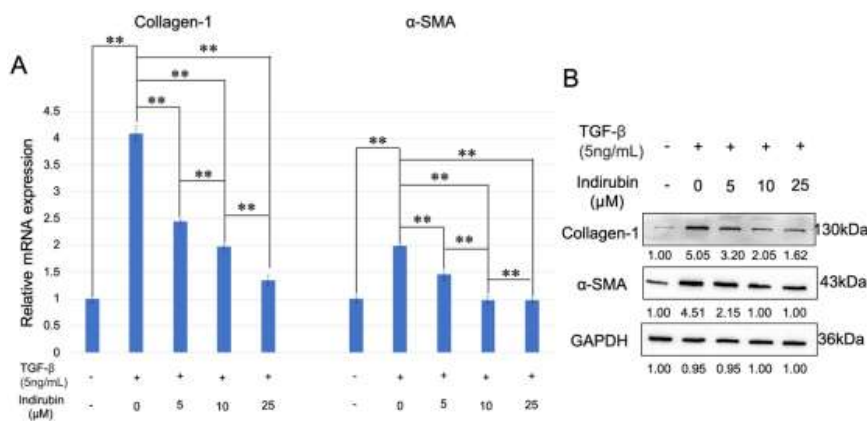 Collagen-1 α-SMA
A
** **
**
**
**
**
** **
**
**
**
**
Relative mRNA expression
4.5
4
3.5
3
2.5
2
1.5
1
0.5
0
TGF-β
(5ng/mL) - + + + + - + + + +
Indirubin
(μM) - 0 5 10 25 - 0 5 10 25
B
TGF-β
(5ng/mL) - + + + +
Indirubin
(μM) - 0 5 10 25
Collagen-1 130kDa
1.00 5.05 3.20 2.05 1.62
α-SMA 43kDa
1.00 4.51 2.15 1.00 1.00
GAPDH 36kDa
1.00 0.95 0.95 1.00 1.00